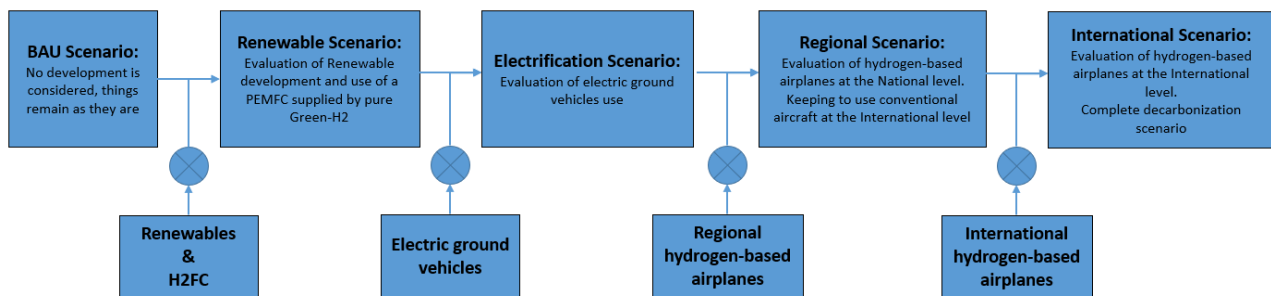 BAU Scenario:
No development is
considered, things
remain as they are
Renewable Scenario:
Evaluation of Renewable
development and use of a
PEMFC supplied by pure
Green-H2
Electrification Scenario:
Evaluation of electric ground
vehicles use
Regional Scenario:
Evaluation of hydrogen-based
airplanes at the National level.
Keeping to use conventional
aircraft at the International level
International Scenario:
Evaluation of hydrogen-based
airplanes at the International
level.
Complete decarbonization
scenario
Renewables
&
H2FC
Electric ground
vehicles
Regional
hydrogen-based
airplanes
International
hydrogen-based
airplanes